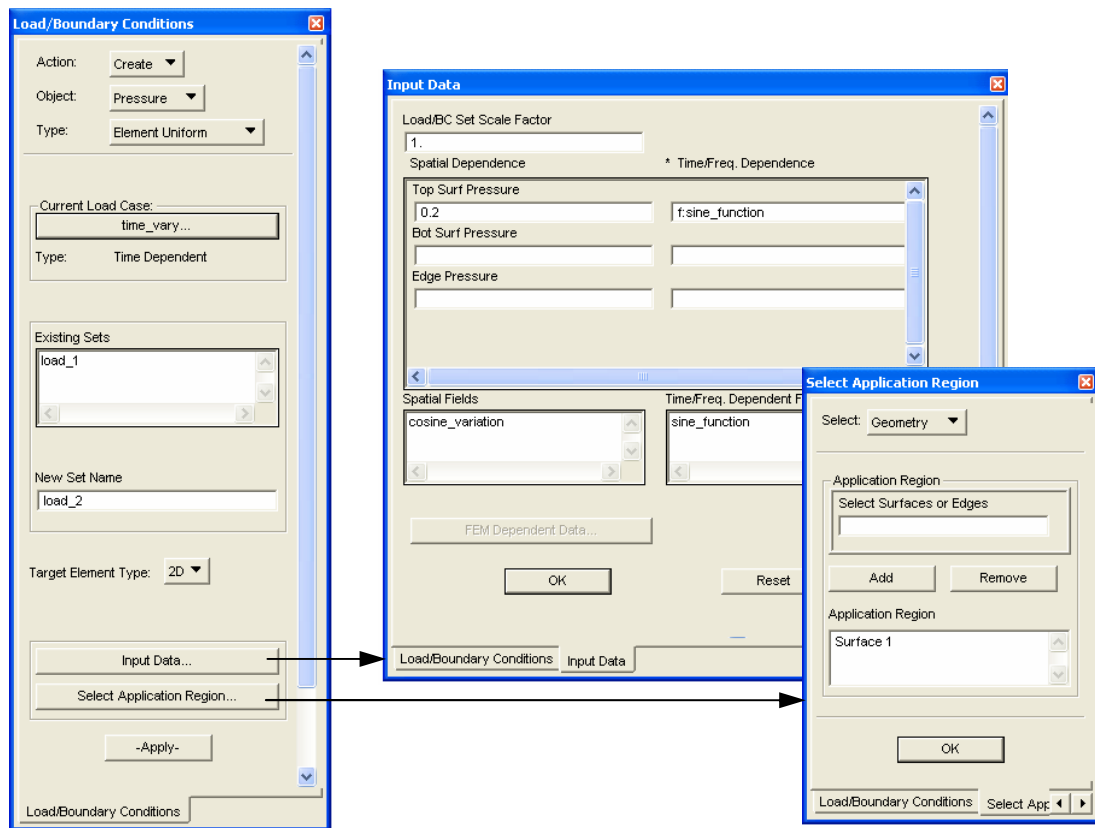 Load/Boundary Conditions
Action: Create
Object: Pressure
Type: Element Uniform
Current Load Case:
time_vary...
Type: Time Dependent
Existing Sets
load_1
New Set Name
load_2
Target Element Type: 2D
Input Data...
Select Application Region...
-Apply-
Load/Boundary Conditions
Input Data
Load/BC Set Scale Factor
1.
Spatial Dependence * Time/Freq. Dependence
Top Surf Pressure
0.2 f:sine_function
Bot Surf Pressure
Edge Pressure
Spatial Fields Time/Freq. Dependent F
cosine_variation sine_function
FEM Dependent Data...
OK Reset
Load/Boundary Conditions Input Data
Select Application Region
Select: Geometry
Application Region
Select Surfaces or Edges
Add Remove
Application Region
Surface 1
OK
Load/Boundary Conditions Select App